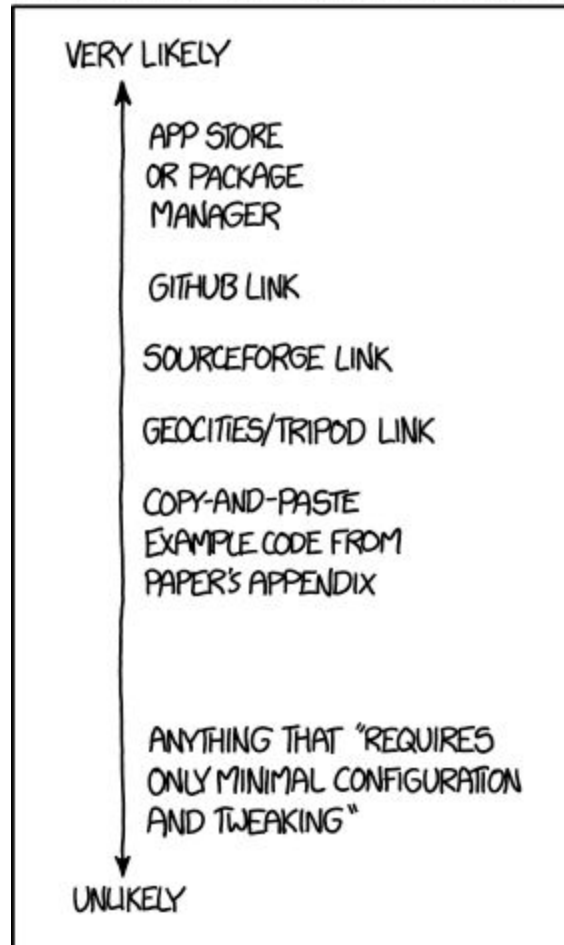 VERY LIKELY
APP STORE
OR PACKAGE
MANAGER
GITHUB LINK
SOURCEFORGE LINK
GEOCITIES/TRIPOD LINK
COPY-AND-PASTE
EXAMPLE CODE FROM
PAPER'S APPENDIX
ANYTHING THAT "REQUIRES
ONLY MINIMAL CONFIGURATION
AND TWEAKING"
UNLIKELY